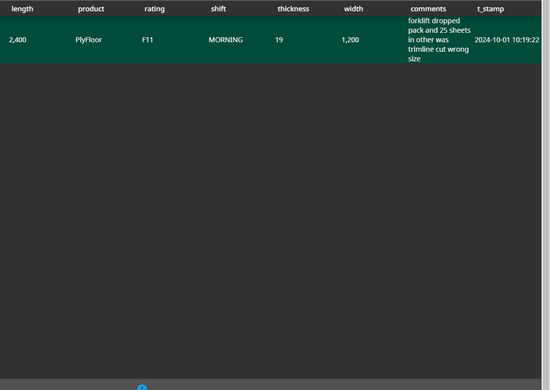 length product rating shift thickness width comments t_stamp
forklift dropped
pack and 25 sheets
2,400 PlyFloor F11 MORNING 19 1,200 in other was 2024-10-01 10:19:22
trimline cut wrong
size